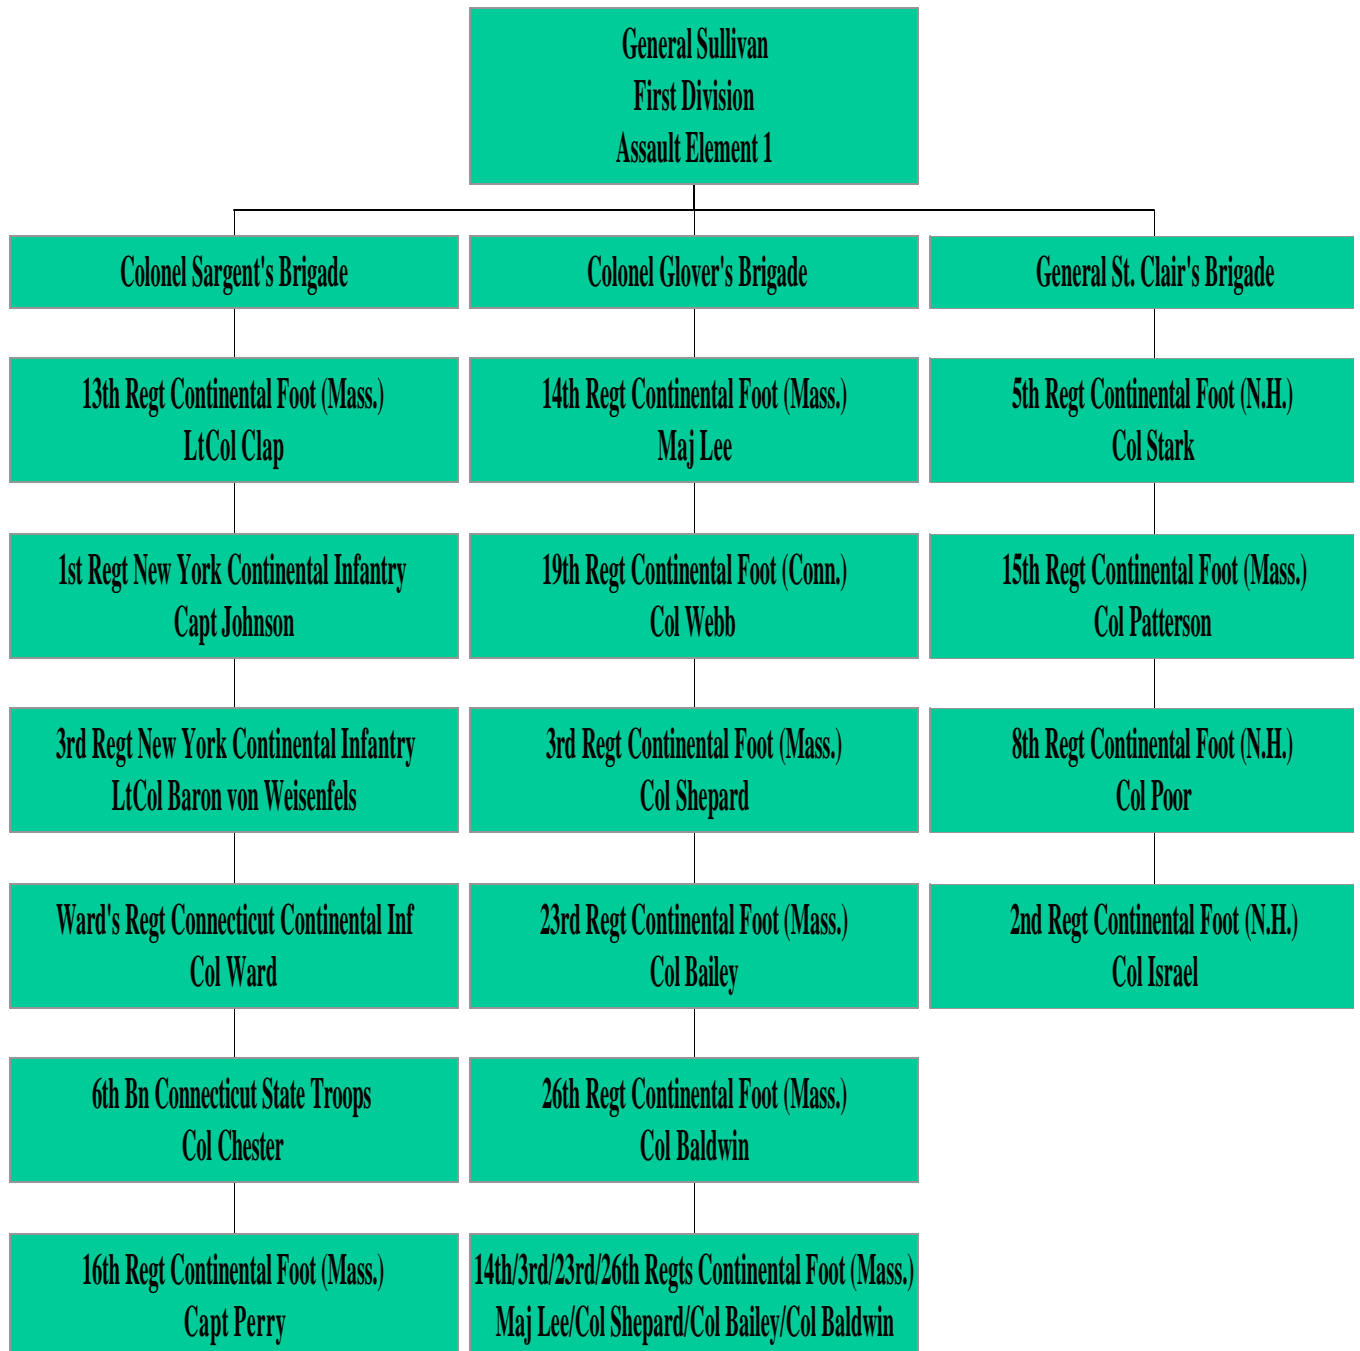 General Sullivan
First Division
Assault Element 1
Colonel Sargent's Brigade
13th Regt Continental Foot (Mass.)
LtCol Clap
1st Regt New York Continental Infantry
Capt Johnson
3rd Regt New York Continental Infantry
LtCol Baron von Weisenfels
Ward's Regt Connecticut Continental Inf
Col Ward
6th Bn Connecticut State Troops
Col Chester
16th Regt Continental Foot (Mass.)
Capt Perry
Colonel Glover's Brigade
14th Regt Continental Foot (Mass.)
Maj Lee
19th Regt Continental Foot (Conn.)
Col Webb
3rd Regt Continental Foot (Mass.)
Col Shepard
23rd Regt Continental Foot (Mass.)
Col Bailey
26th Regt Continental Foot (Mass.)
Col Baldwin
14th/3rd/23rd/26th Regts Continental Foot (Mass.)
Maj Lee/Col Shepard/Col Bailey/Col Baldwin
General St. Clair's Brigade
5th Regt Continental Foot (N.H.)
Col Stark
15th Regt Continental Foot (Mass.)
Col Patterson
8th Regt Continental Foot (N.H.)
Col Poor
2nd Regt Continental Foot (N.H.)
Col Israel